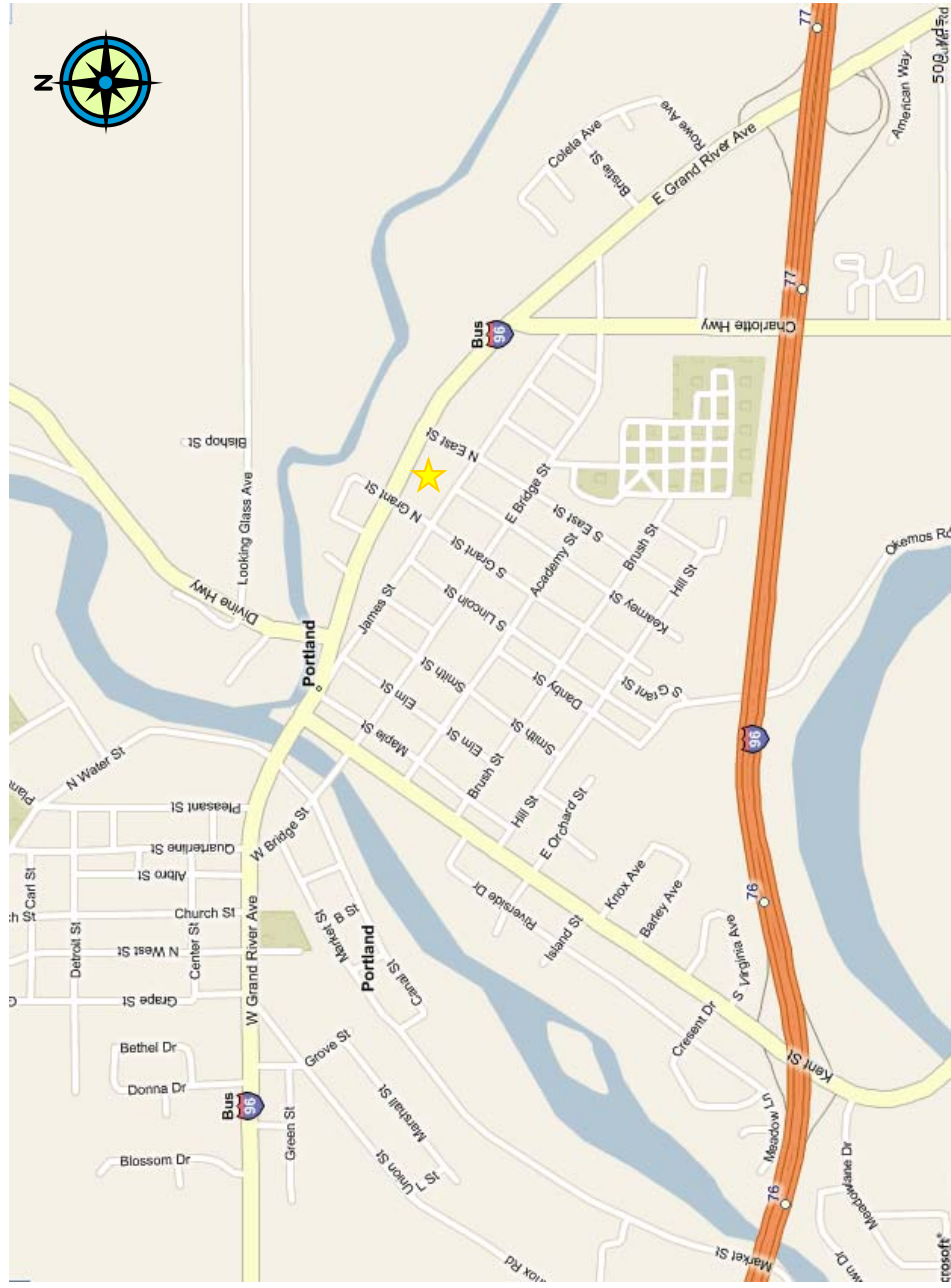 N
77
500 yds
American Way
Coleta Ave
Rowe Ave
Bristie St
E Grand River Ave
77
Charlotte Hwy
Bus
96
Bishop St
Looking Glass Ave
Divine Hwy
N East St
N Grant St
E Bridge St
S East St
S Grant St
Academy St
Brush St
Hill St
Kearney St
Okemos Rd
James St
S Lincoln St
Smith St
Danby St
S Grant St
Portland
Elm St
Elm St
Smith St
Maple St
Brush St
Hill St
E Orchard St
96
N Water St
Pleasant St
Quarterline St
W Bridge St
Albro St
Carl St
Church St
Detroit St
N West St
Center St
W Grand River Ave
Market St
B St
Portland
Canal St
Grape St
Riverside Dr
Island St
Knox Ave
Barley Ave
76
S Virginia Ave
Cresent Dr
Kent St
Bethel Dr
Donna Dr
Grove St
Bus
96
Green St
Marshall St
Blossom Dr
Union St
L St
Meadow Ln
76
Market St